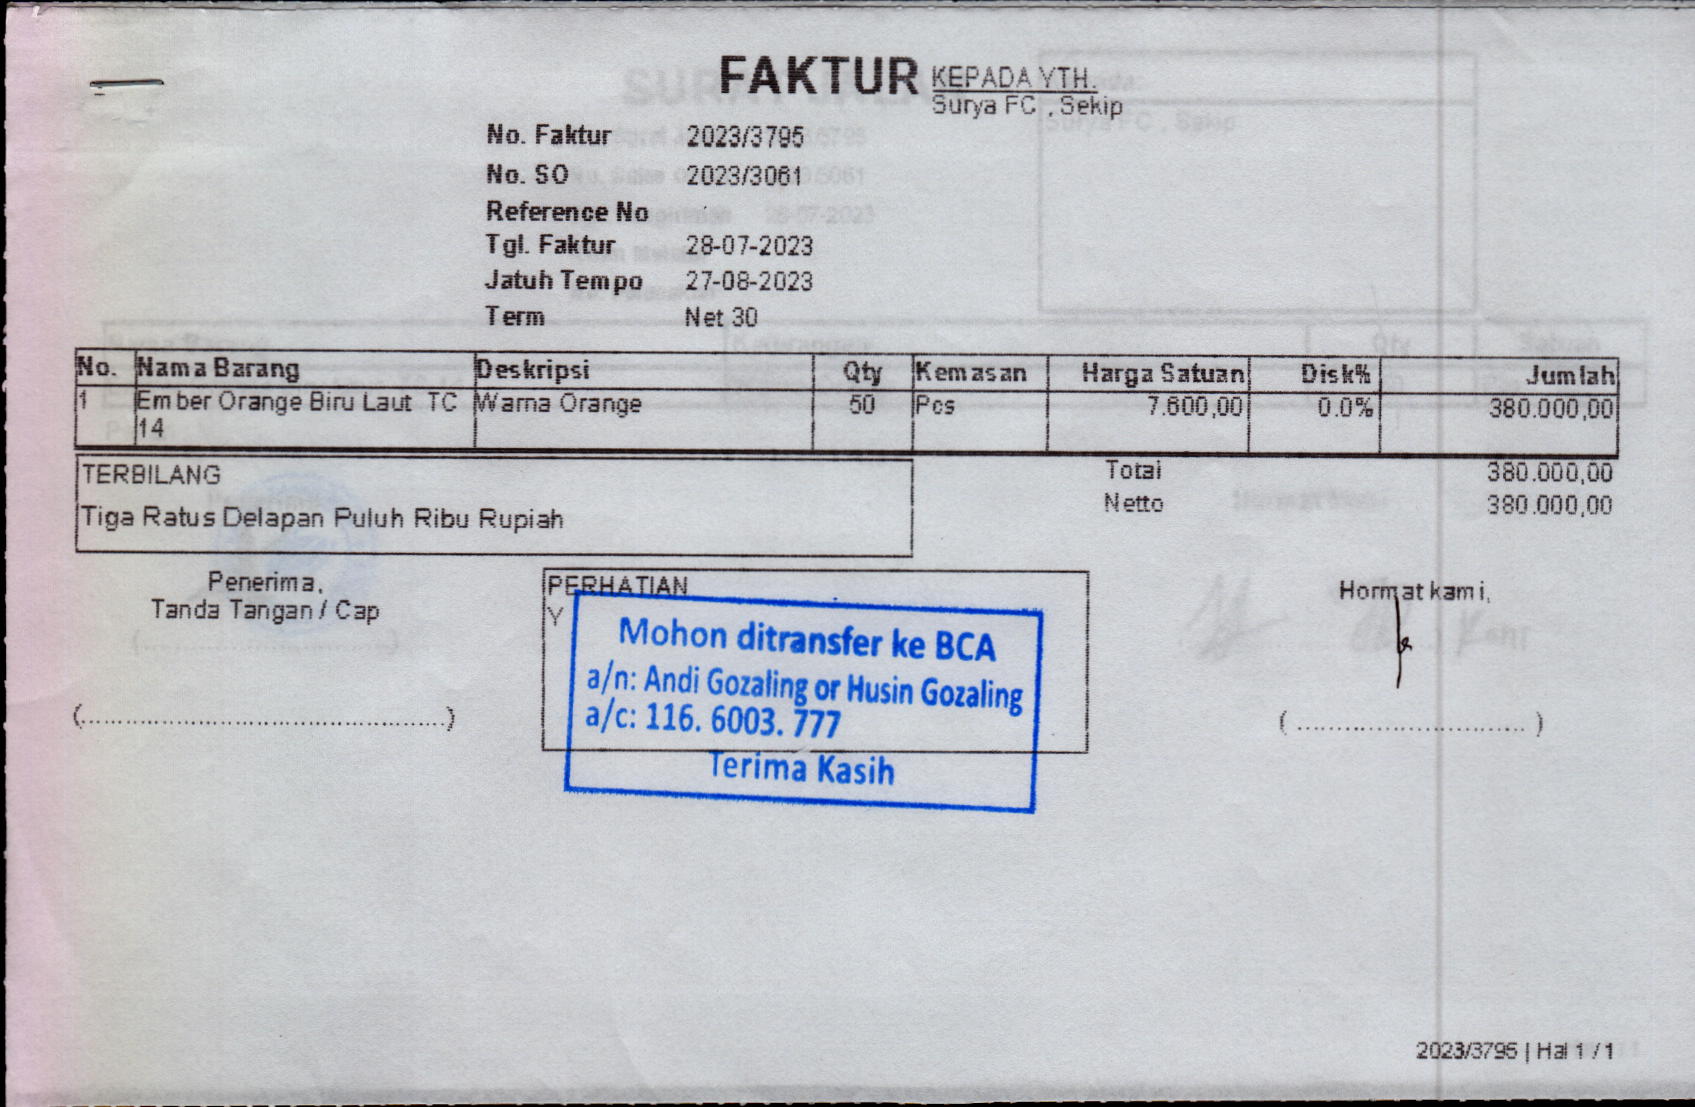 FAKTUR
KEPADA YTH.
Surya FC , Sekip
No. Faktur 2023/3795
No. SO 2023/3061
Reference No
Tgl. Faktur 28-07-2023
Jatuh Tempo 27-08-2023
Term Net 30
No. Nama Barang Deskripsi Qty Kemasan Harga Satuan Disk% Jumlah
1 Ember Orange Biru Laut TC Warna Orange 50 Pcs 7.600,00 0.0% 380.000,00
14
TERBILANG
Tiga Ratus Delapan Puluh Ribu Rupiah
Total 380.000,00
Netto 380.000,00
Penerima,
Tanda Tangan / Cap
(................................................)
PERHATIAN
Y
Mohon ditransfer ke BCA
a/n: Andi Gozaling or Husin Gozaling
a/c: 116. 6003. 777
Terima Kasih
Hormat kami,
( .............................. )
2023/3795 | Hal 1 / 1